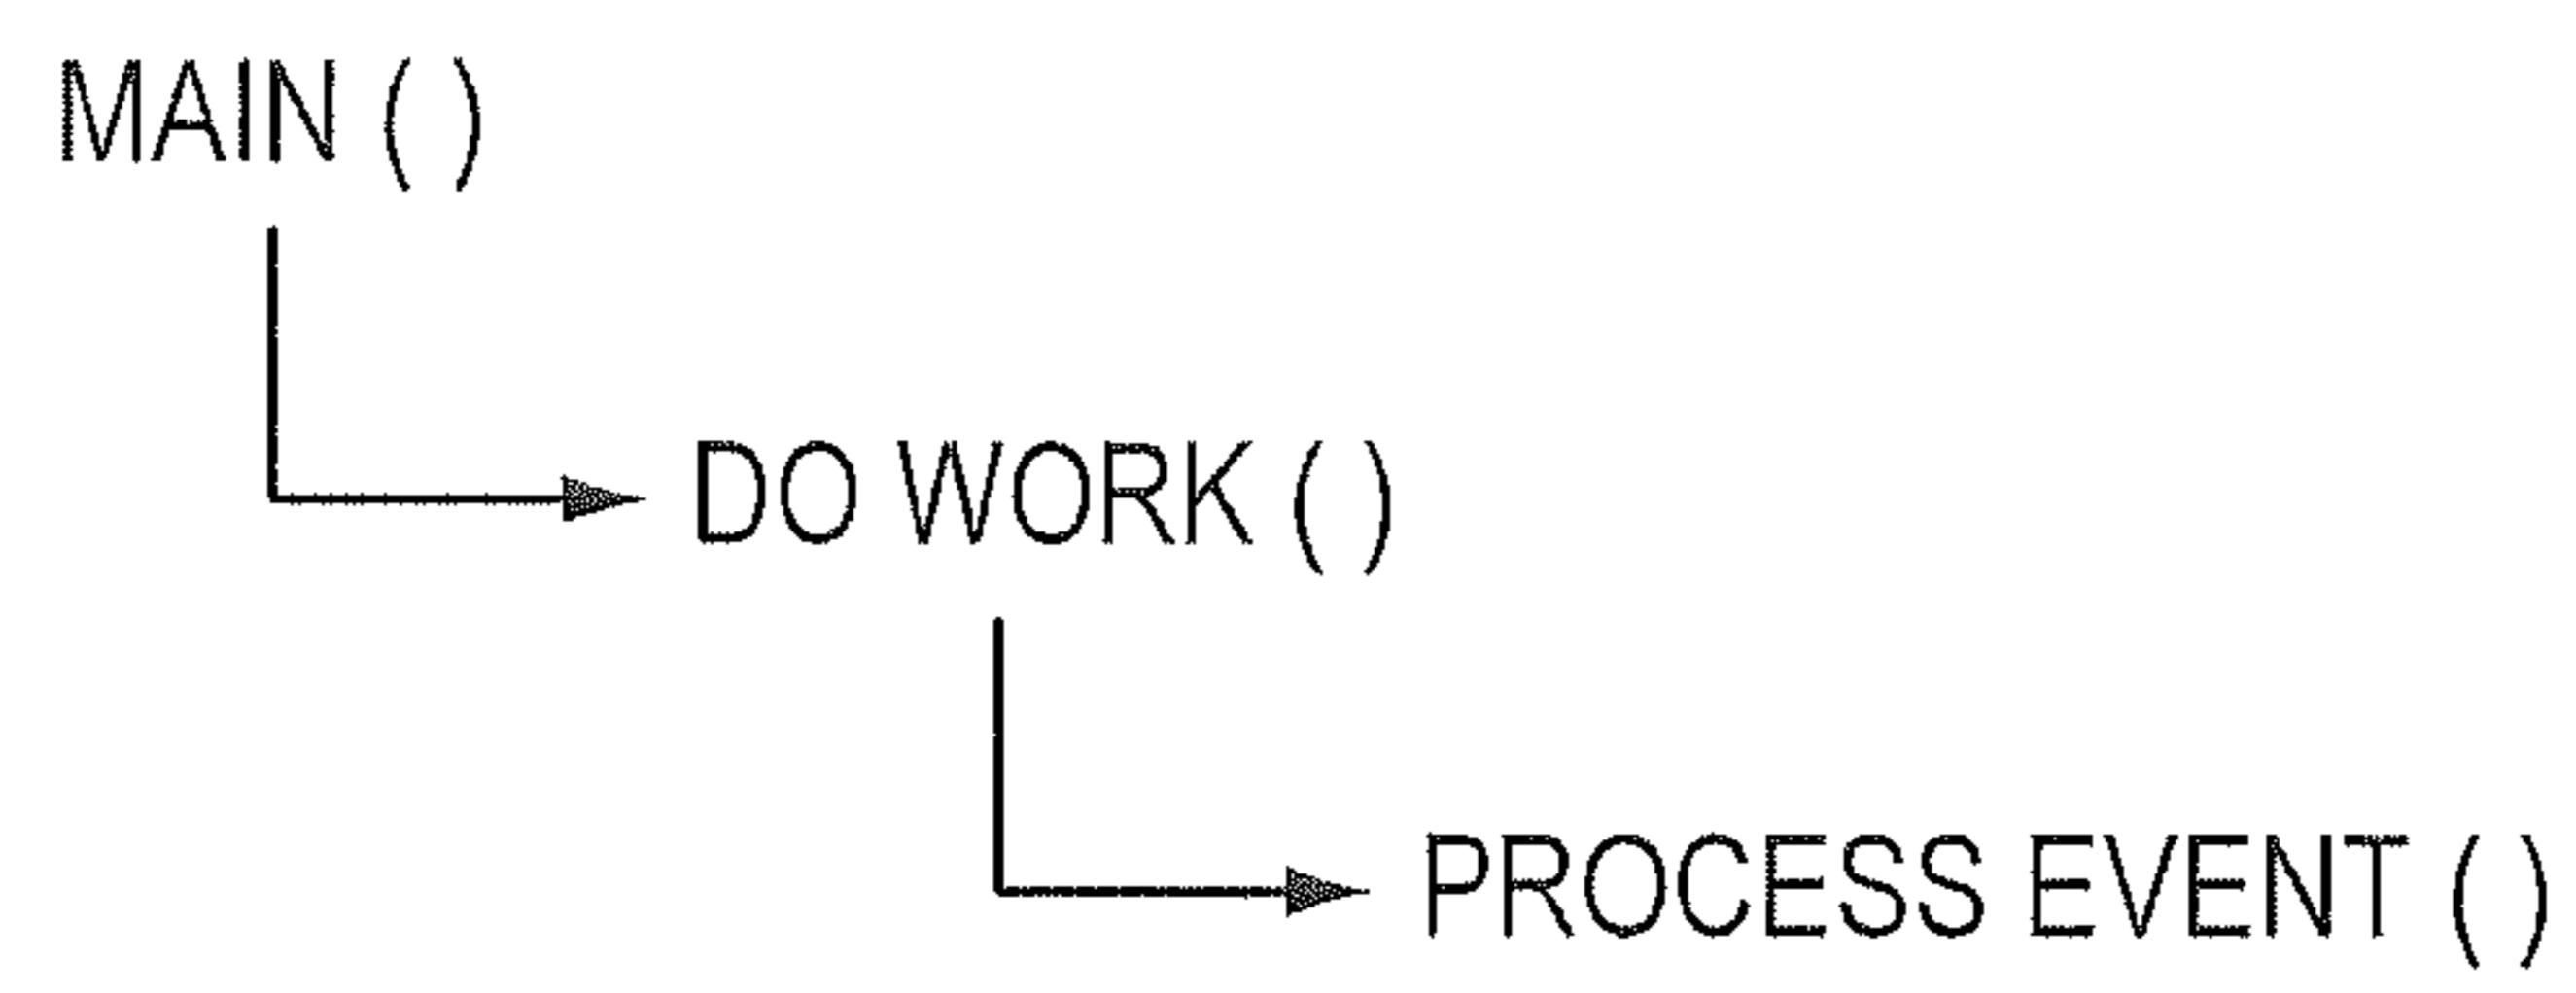 MAIN ( )
DO WORK ( )
PROCESS EVENT ( )